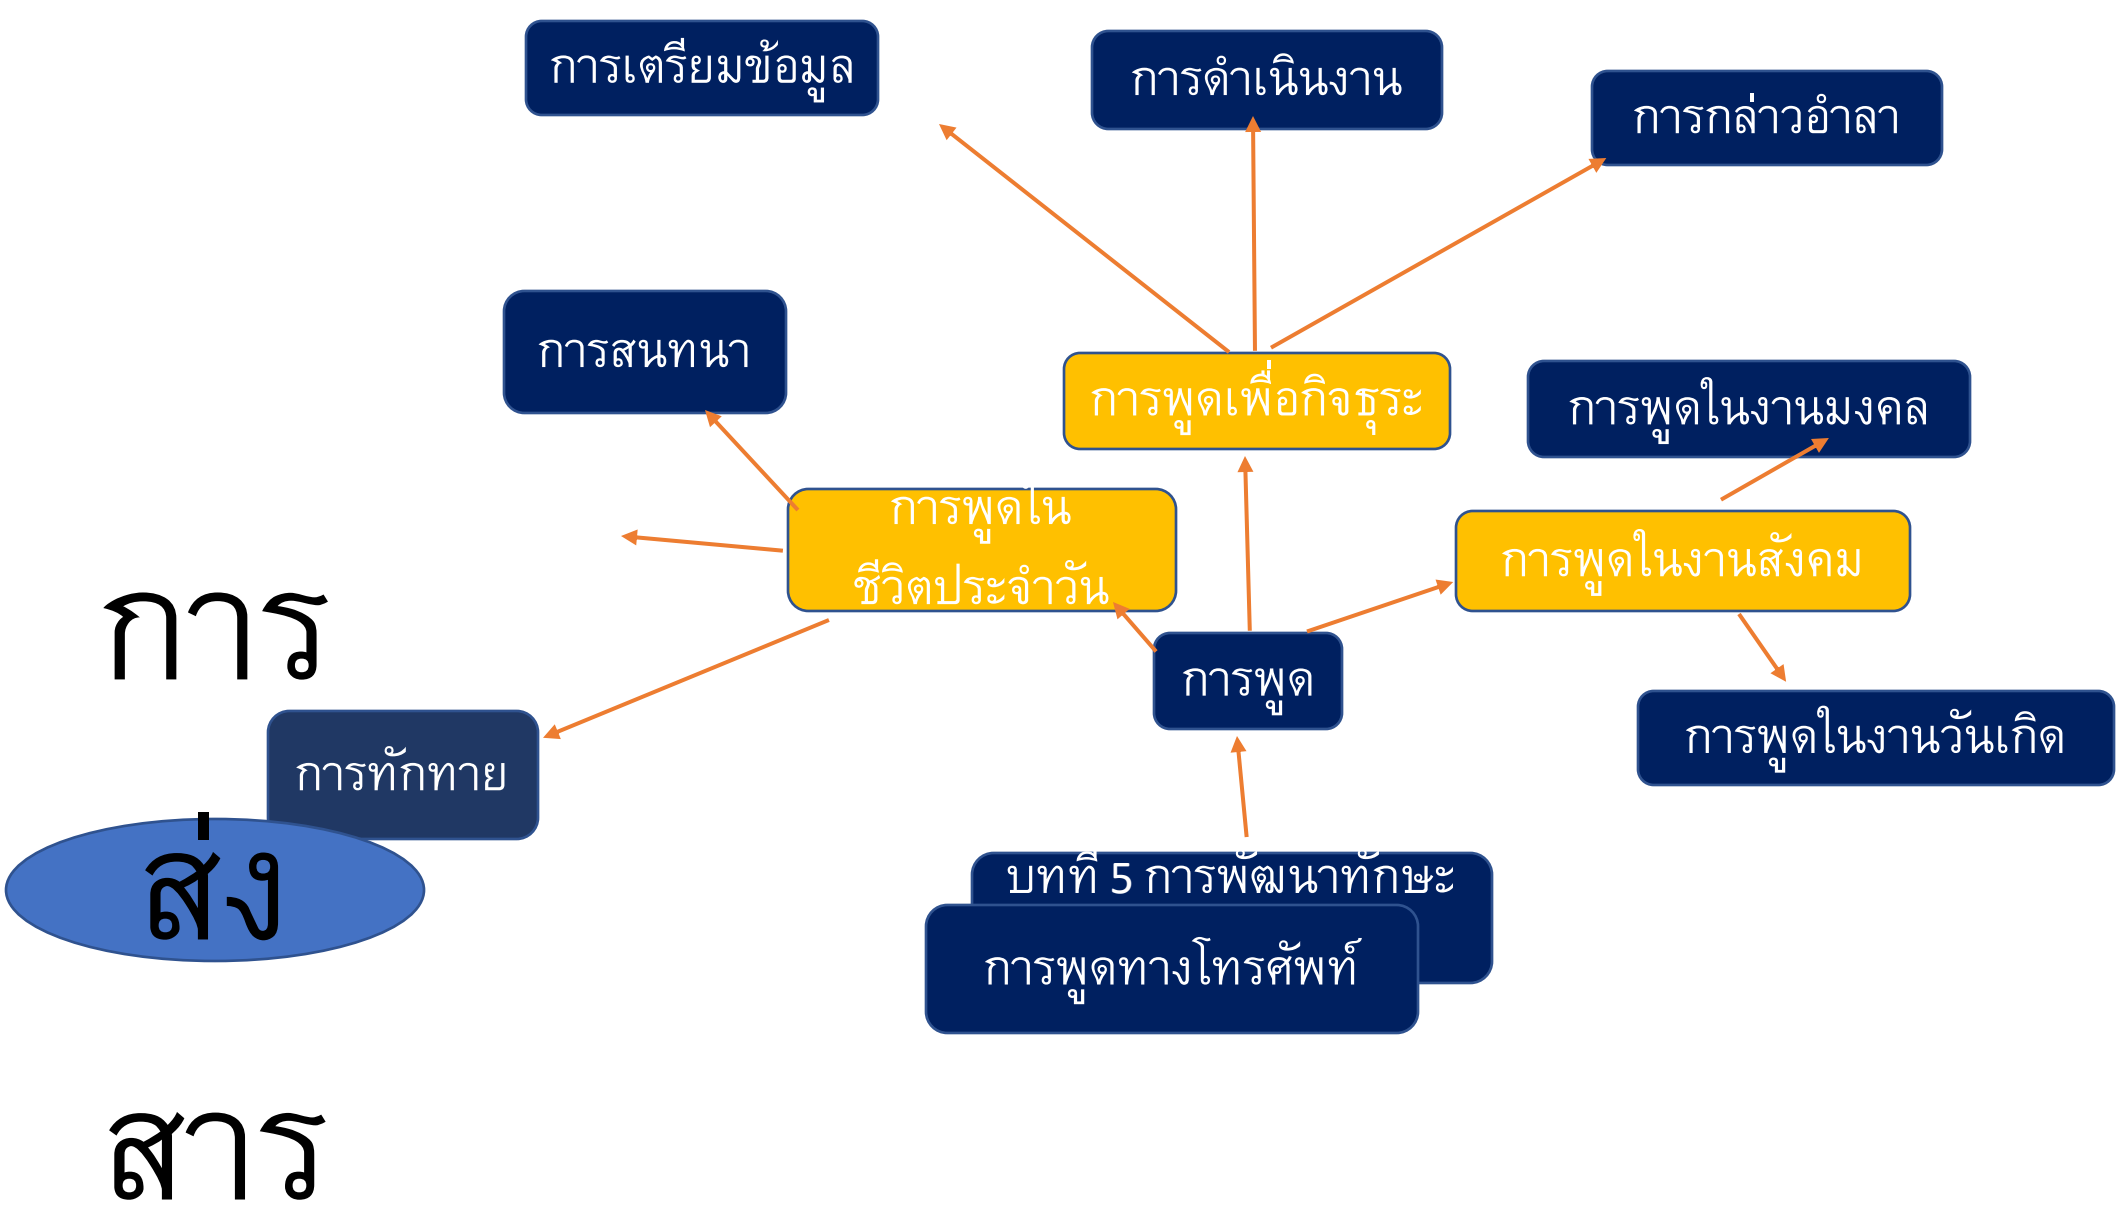 การเตรียมข้อมูล
การดำเนินงาน
การกล่าวอำลา
การสนทนา
การพูดเพื่อกิจธุระ
การพูดในงานมงคล
การพูดใน
ชีวิตประจำวัน
การพูดในงานสังคม
การ
การพูด
การพูดในงานวันเกิด
การทักทาย
ส่ง
บทที่ 5 การพัฒนาทักษะ
การพูดทางโทรศัพท์
สาร